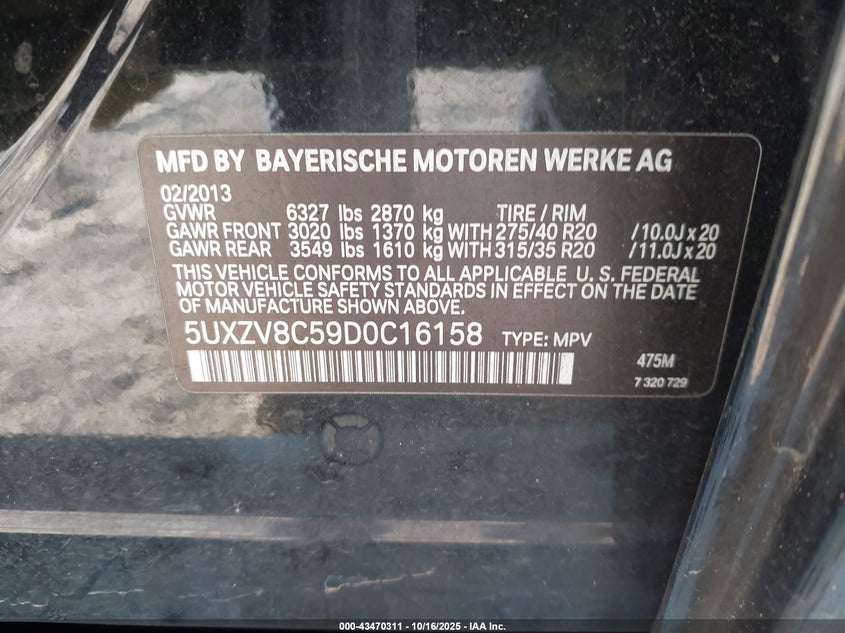 MFD BY BAYERISCHE MOTOREN WERKE AG
02/2013
GVWR 6327 lbs 2870 kg TIRE / RIM
GAWR FRONT 3020 lbs 1370 kg WITH 275/40 R20 /10.0J x 20
GAWR REAR 3549 lbs 1610 kg WITH 315/35 R20 /11.0J x 20
THIS VEHICLE CONFORMS TO ALL APPLICABLE U. S. FEDERAL
MOTOR VEHICLE SAFETY STANDARDS IN EFFECT ON THE DATE
OF MANUFACTURE SHOWN ABOVE.
5UXZV8C59D0C16158 TYPE: MPV
475M
7 320 729
000-43470311 - 10/16/2025 - IAA Inc.